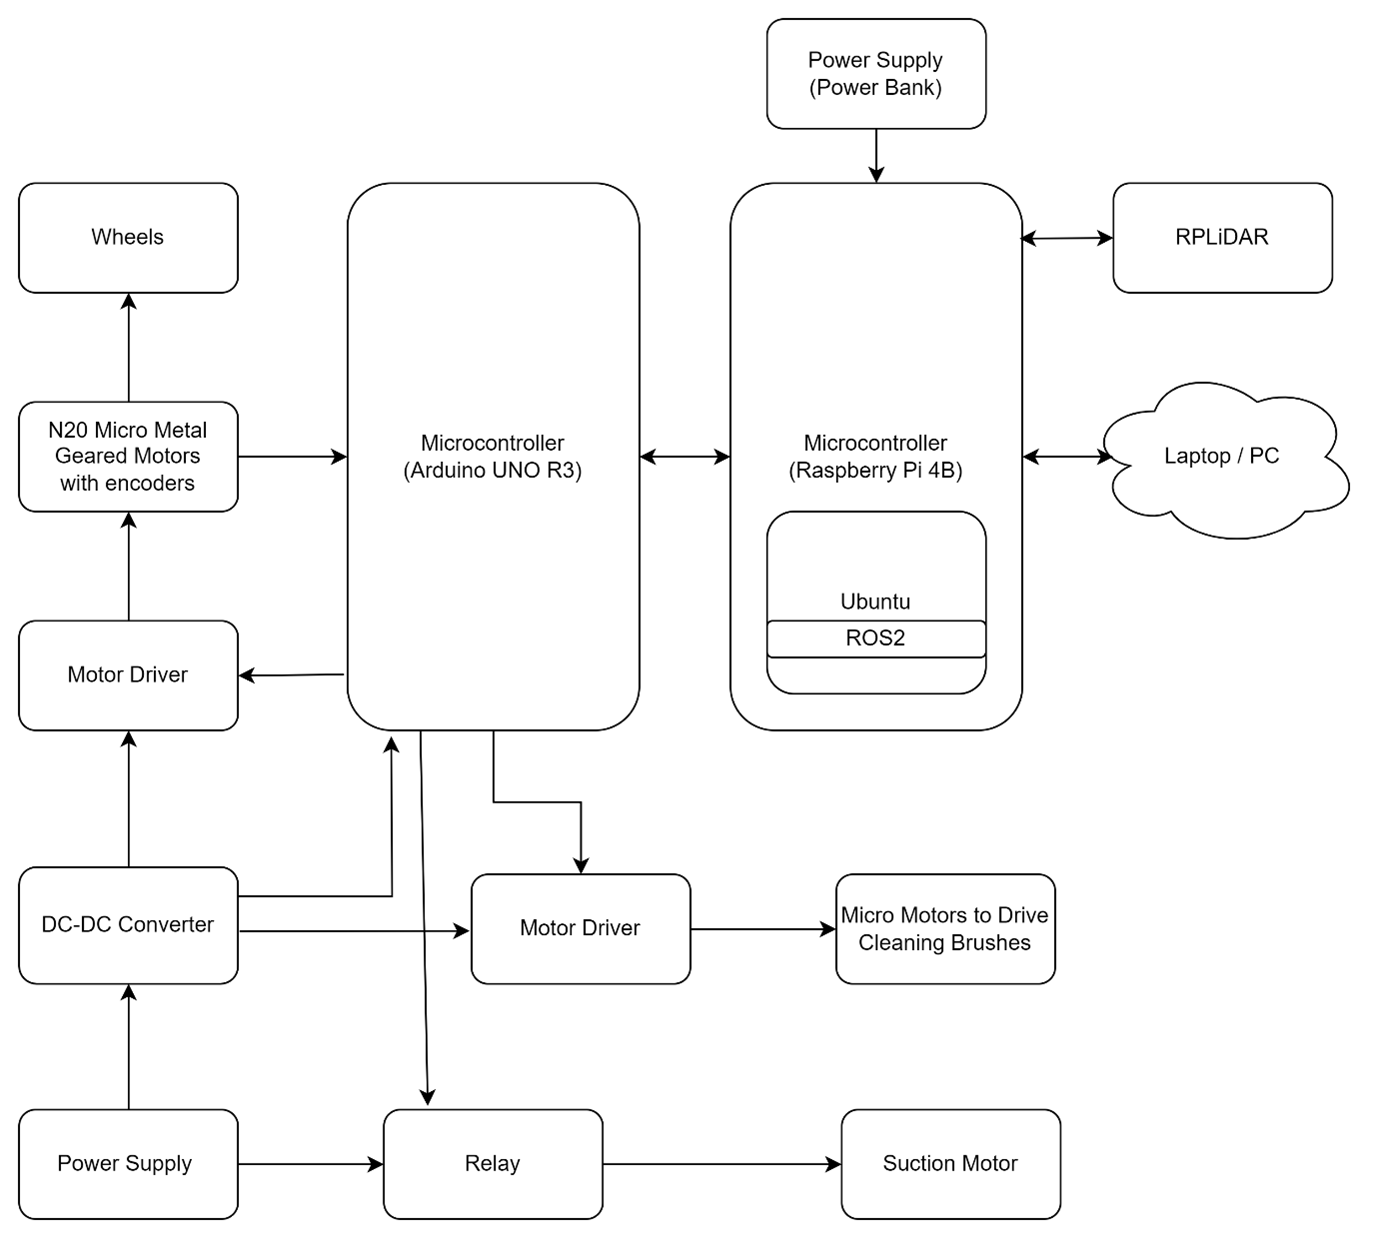 Power Supply
(Power Bank)
Wheels
RPLiDAR
N20 Micro Metal
Geared Motors
with encoders
Microcontroller
(Arduino UNO R3)
Microcontroller
(Raspberry Pi 4B)
Laptop / PC
Ubuntu
ROS2
Motor Driver
DC-DC Converter
Motor Driver
Micro Motors to Drive
Cleaning Brushes
Power Supply
Relay
Suction Motor